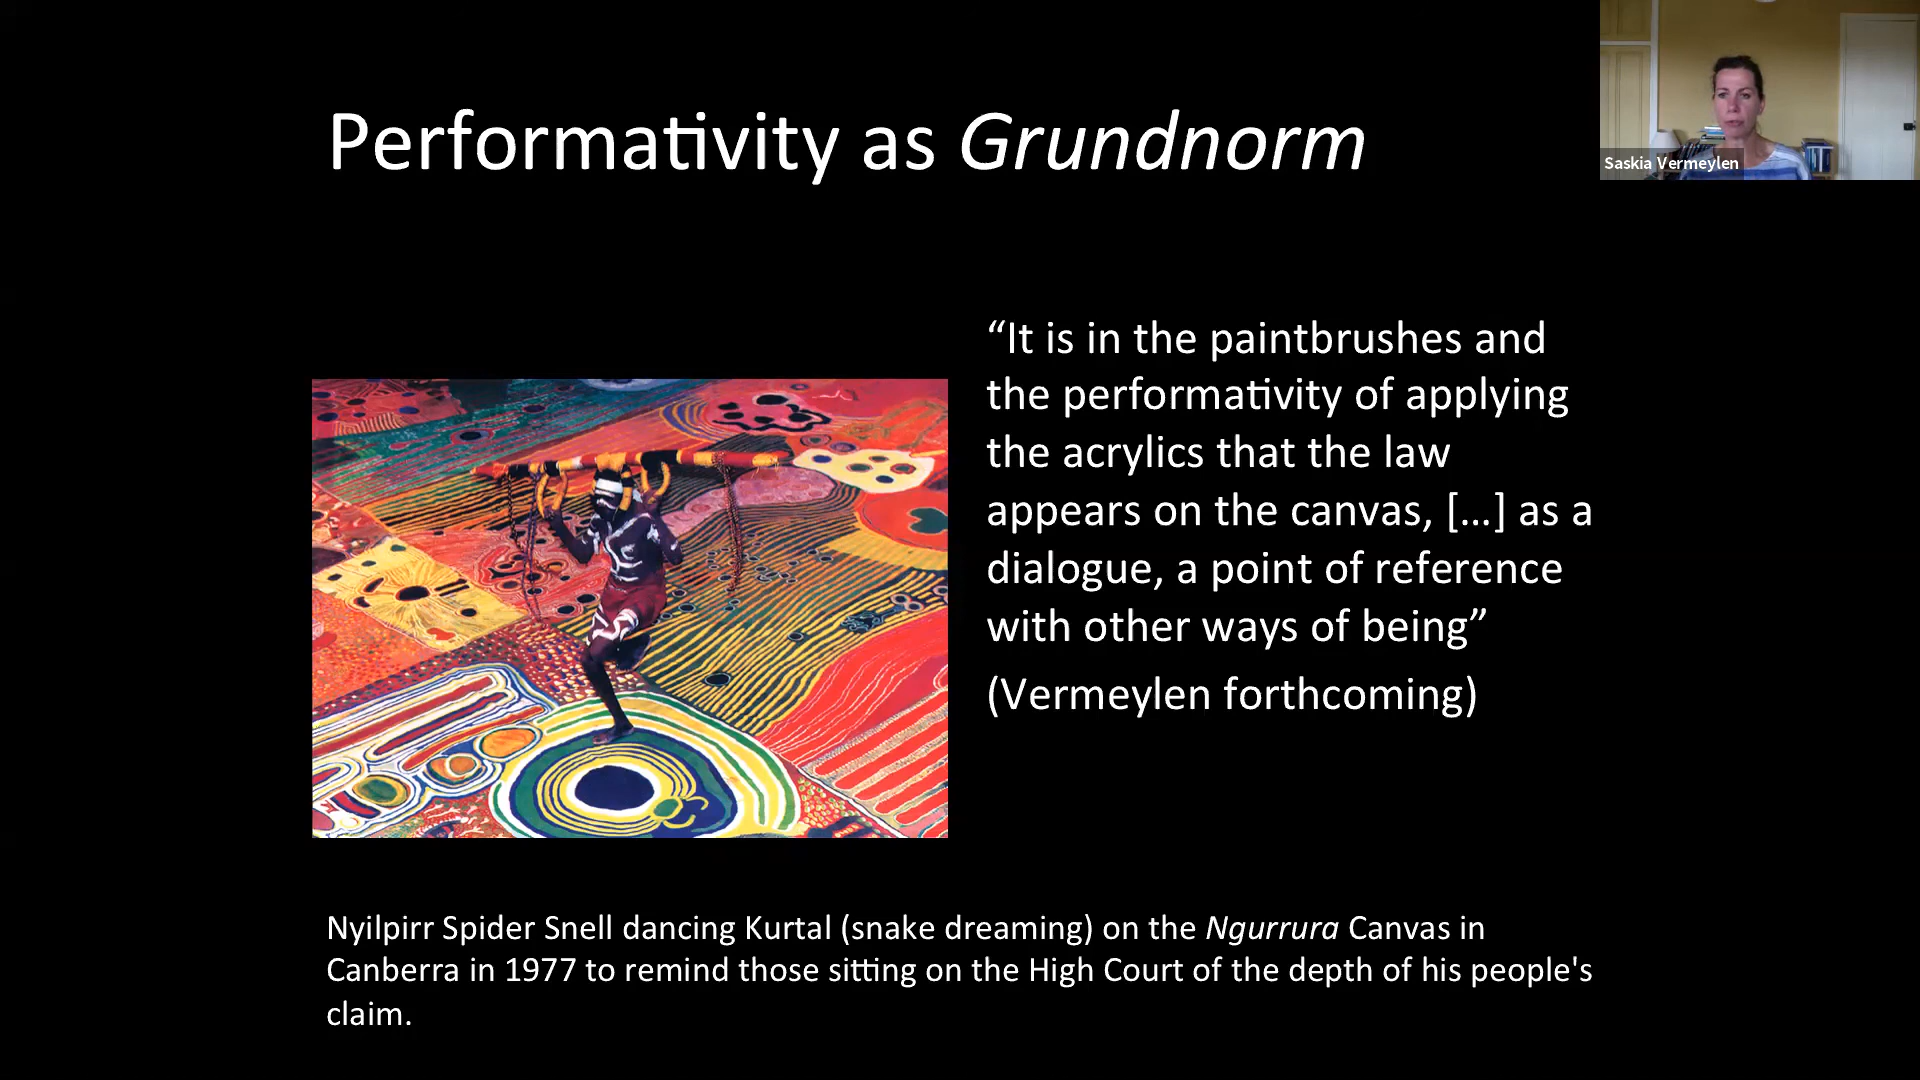 Performativity as Grundnorm
Saskia Vermeylen
“It is in the paintbrushes and
the performativity of applying
the acrylics that the law
appears on the canvas, [...] as a
dialogue, a point of reference
with other ways of being”
(Vermeylen forthcoming)
Nyilpirr Spider Snell dancing Kurtal (snake dreaming) on the Ngurrura Canvas in
Canberra in 1977 to remind those sitting on the High Court of the depth of his people's
claim.